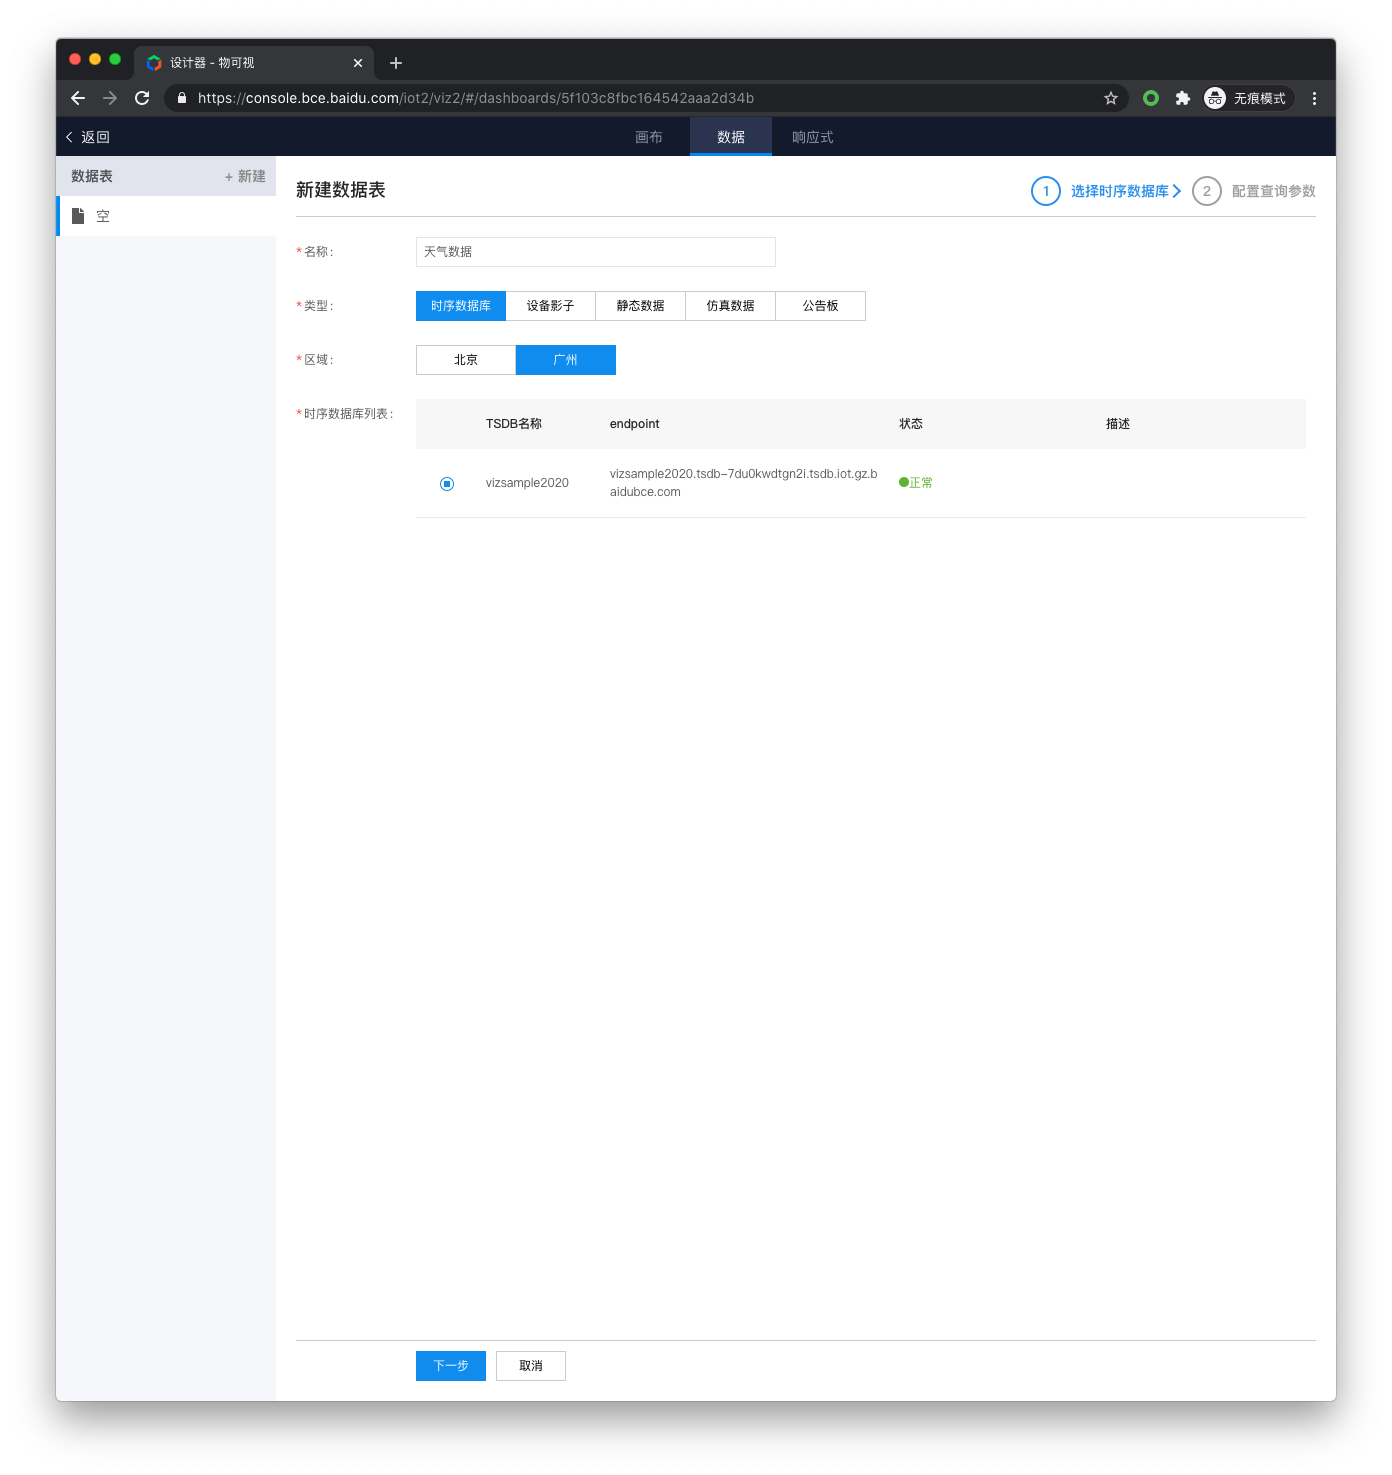 设计器 - 物可视
https://console.bce.baidu.com/iot2/viz2/#/dashboards/5f103c8fbc164542aaa2d34b
无痕模式
返回
画布
数据
响应式
数据表
+ 新建
空
新建数据表
1 选择时序数据库
2 配置查询参数
*名称:
天气数据
*类型:
时序数据库 设备影子 静态数据 仿真数据 公告板
*区域:
北京 广州
*时序数据库列表:
TSDB名称 endpoint 状态 描述
vizsample2020
vizsample2020.tsdb-7du0kwdtgn2i.tsdb.iot.gz.b
aidubce.com
正常
下一步 取消